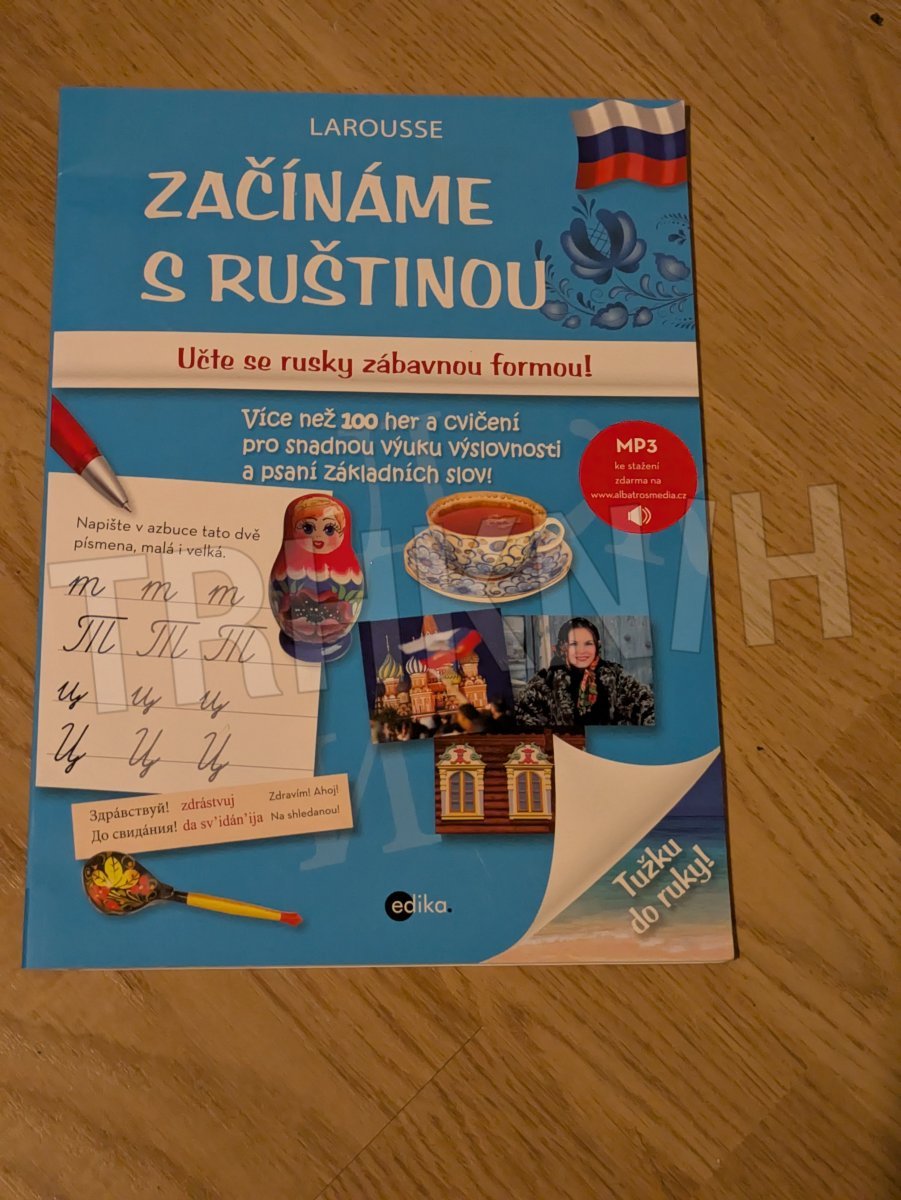 LAROUSSE
ZAČÍNÁME
S RUŠTINOU
Učte se rusky zábavnou formou!
Více než 100 her a cvičení
pro snadnou výuku výslovnosti
a psaní základních slov!
MP3
ke stažení
zdarma na
www.albatrosmedia.cz
Napište v azbuce tato dvě
písmena, malá i velká.
т т т
Т Т Т
ц ц ц
Ц Ц Ц
Здра́вствуй! zdrástvuj Zdravím! Ahoj!
До свида́ния! da sv'idán'ija Na shledanou!
Tužku
do ruky!
edika.